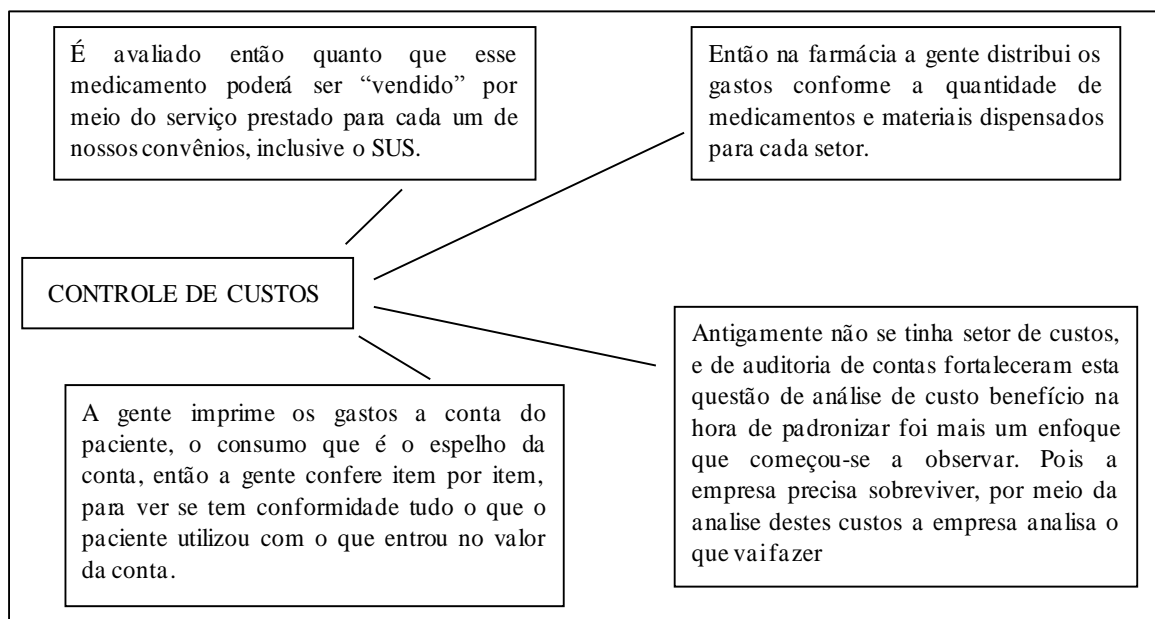 É avaliado então quanto que esse
medicamento poderá ser “vendido” por
meio do serviço prestado para cada um de
nossos convênios, inclusive o SUS.
Então na farmácia a gente distribui os
gastos conforme a quantidade de
medicamentos e materiais dispensados
para cada setor.
CONTROLE DE CUSTOS
A gente imprime os gastos a conta do
paciente, o consumo que é o espelho da
conta, então a gente confere item por item,
para ver se tem conformidade tudo o que o
paciente utilizou com o que entrou no valor
da conta.
Antigamente não se tinha setor de custos,
e de auditoria de contas fortaleceram esta
questão de análise de custo benefício na
hora de padronizar foi mais um enfoque
que começou-se a observar. Pois a
empresa precisa sobreviver, por meio da
analise destes custos a empresa analisa o
que vai fazer